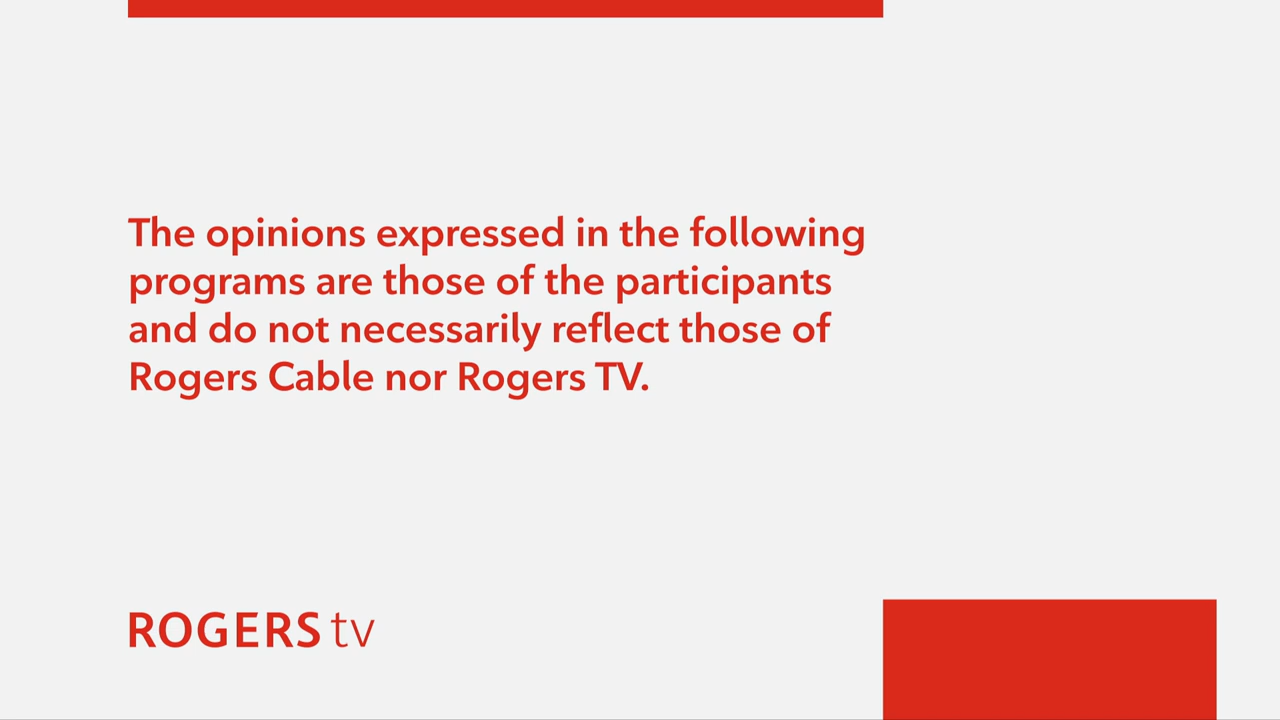 The opinions expressed in the following
programs are those of the participants
and do not necessarily reflect those of
Rogers Cable nor Rogers TV.
ROGERS tv